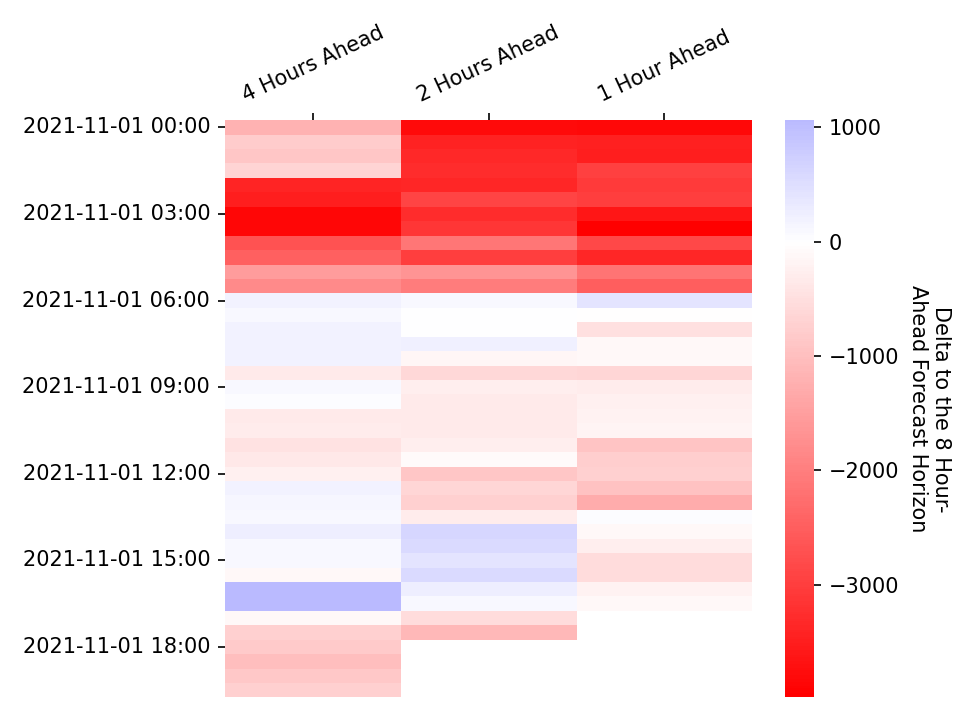 4 Hours Ahead
2 Hours Ahead
1 Hour Ahead
2021-11-01 00:00
2021-11-01 03:00
2021-11-01 06:00
2021-11-01 09:00
2021-11-01 12:00
2021-11-01 15:00
2021-11-01 18:00
1000
0
−1000
−2000
−3000
Delta to the 8 Hour-
Ahead Forecast Horizon